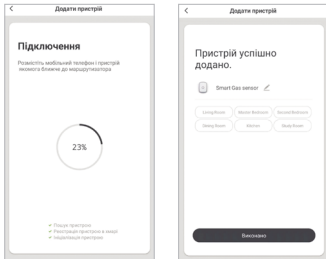 Додати пристрій
Підключення
Розмістіть мобільний телефон і пристрій
якомога ближче до маршрутизатора
23%
✓ Пошук пристрою
✓ Реєстрація пристрою в хмарі
✓ Ініціалізація пристрою
Додати пристрій
Пристрій успішно
додано.
Smart Gas sensor
Living Room Master Bedroom Second Bedroom
Dining Room Kitchen Study Room
Виконано